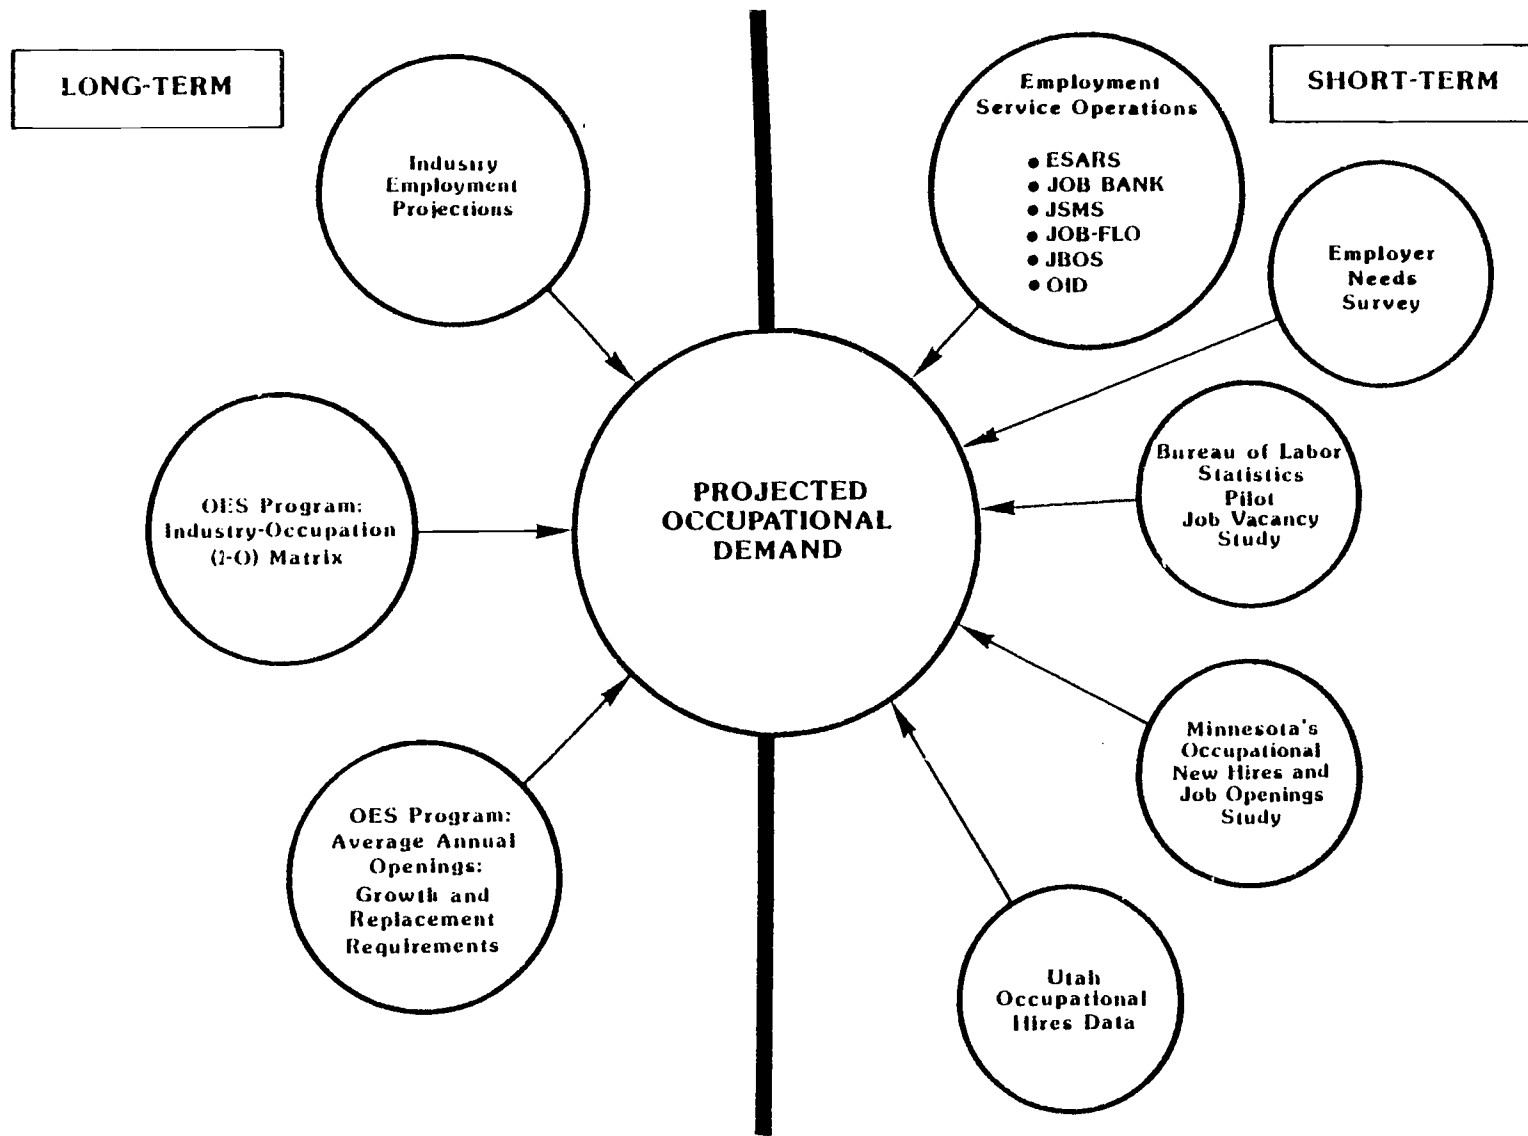 LONG-TERM
Industry
Employment
Projections
OES Program:
Industry-Occupation
(I-O) Matrix
OES Program:
Average Annual
Openings:
Growth and
Replacement
Requirements
PROJECTED
OCCUPATIONAL
DEMAND
SHORT-TERM
Employment
Service Operations
• ESARS
• JOB BANK
• JSMS
• JOB-FLO
• JBOS
• OID
Employer
Needs
Survey
Bureau of Labor
Statistics
Pilot
Job Vacancy
Study
Minnesota's
Occupational
New Hires and
Job Openings
Study
Utah
Occupational
Hires Data